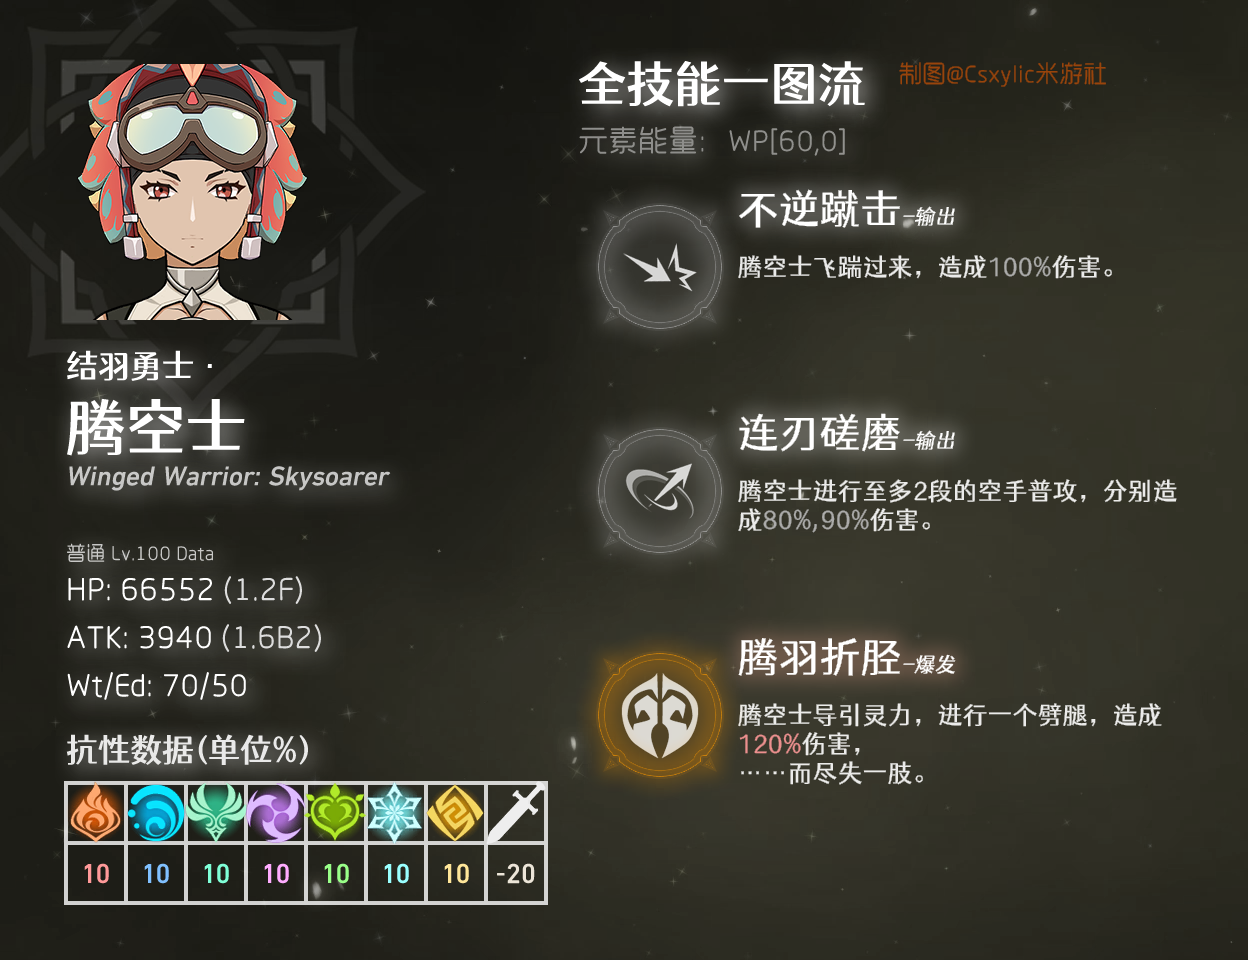 全技能一图流
制图@Csxylic米游社
元素能量: WP[60,0]
不逆蹴击–输出
腾空士飞踹过来，造成100%伤害。
结羽勇士 ·
腾空士
Winged Warrior: Skysoarer
连刃磋磨–输出
腾空士进行至多2段的空手普攻，分别造
成80%,90%伤害。
普通 Lv.100 Data
HP: 66552 (1.2F)
ATK: 3940 (1.6B2)
Wt/Ed: 70/50
腾羽折胫–爆发
腾空士导引灵力，进行一个劈腿，造成
120%伤害，
……而尽失一肢。
抗性数据(单位%)
10 10 10 10 10 10 10 -20